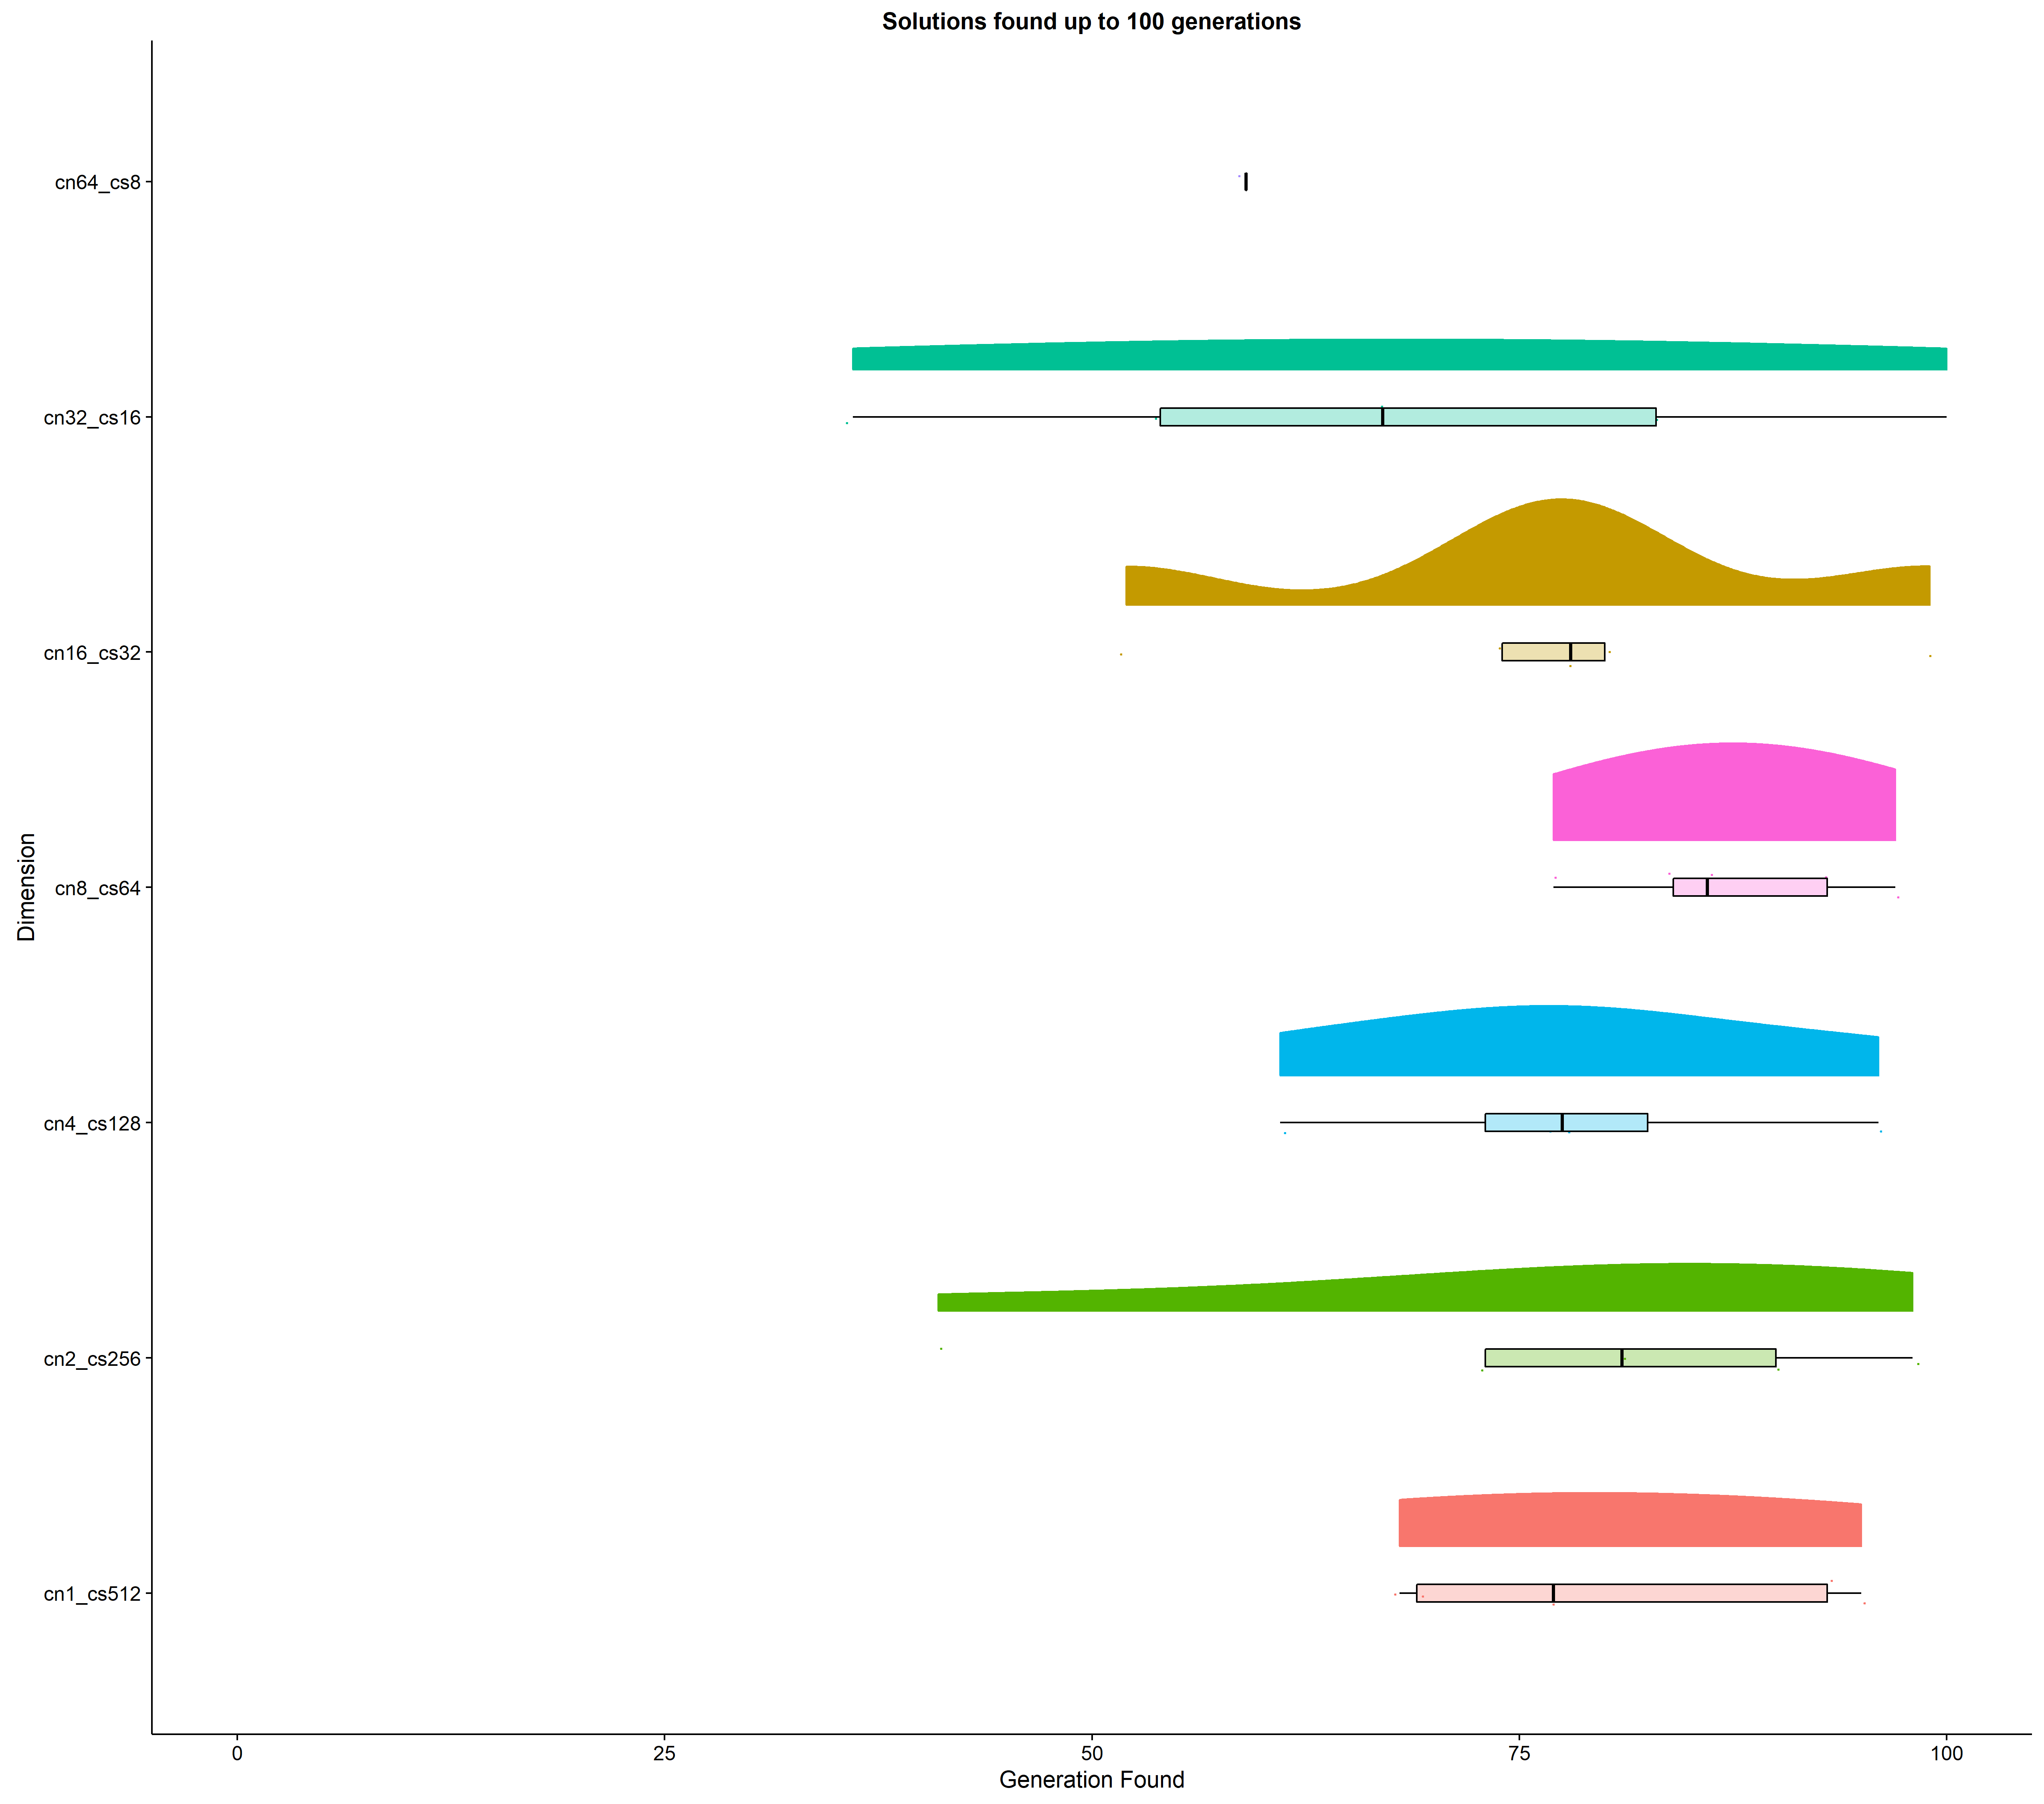 Solutions found up to 100 generations
cn64_cs8
cn32_cs16
cn16_cs32
cn8_cs64
cn4_cs128
cn2_cs256
cn1_cs512
Dimension
0 25 50 75 100
Generation Found